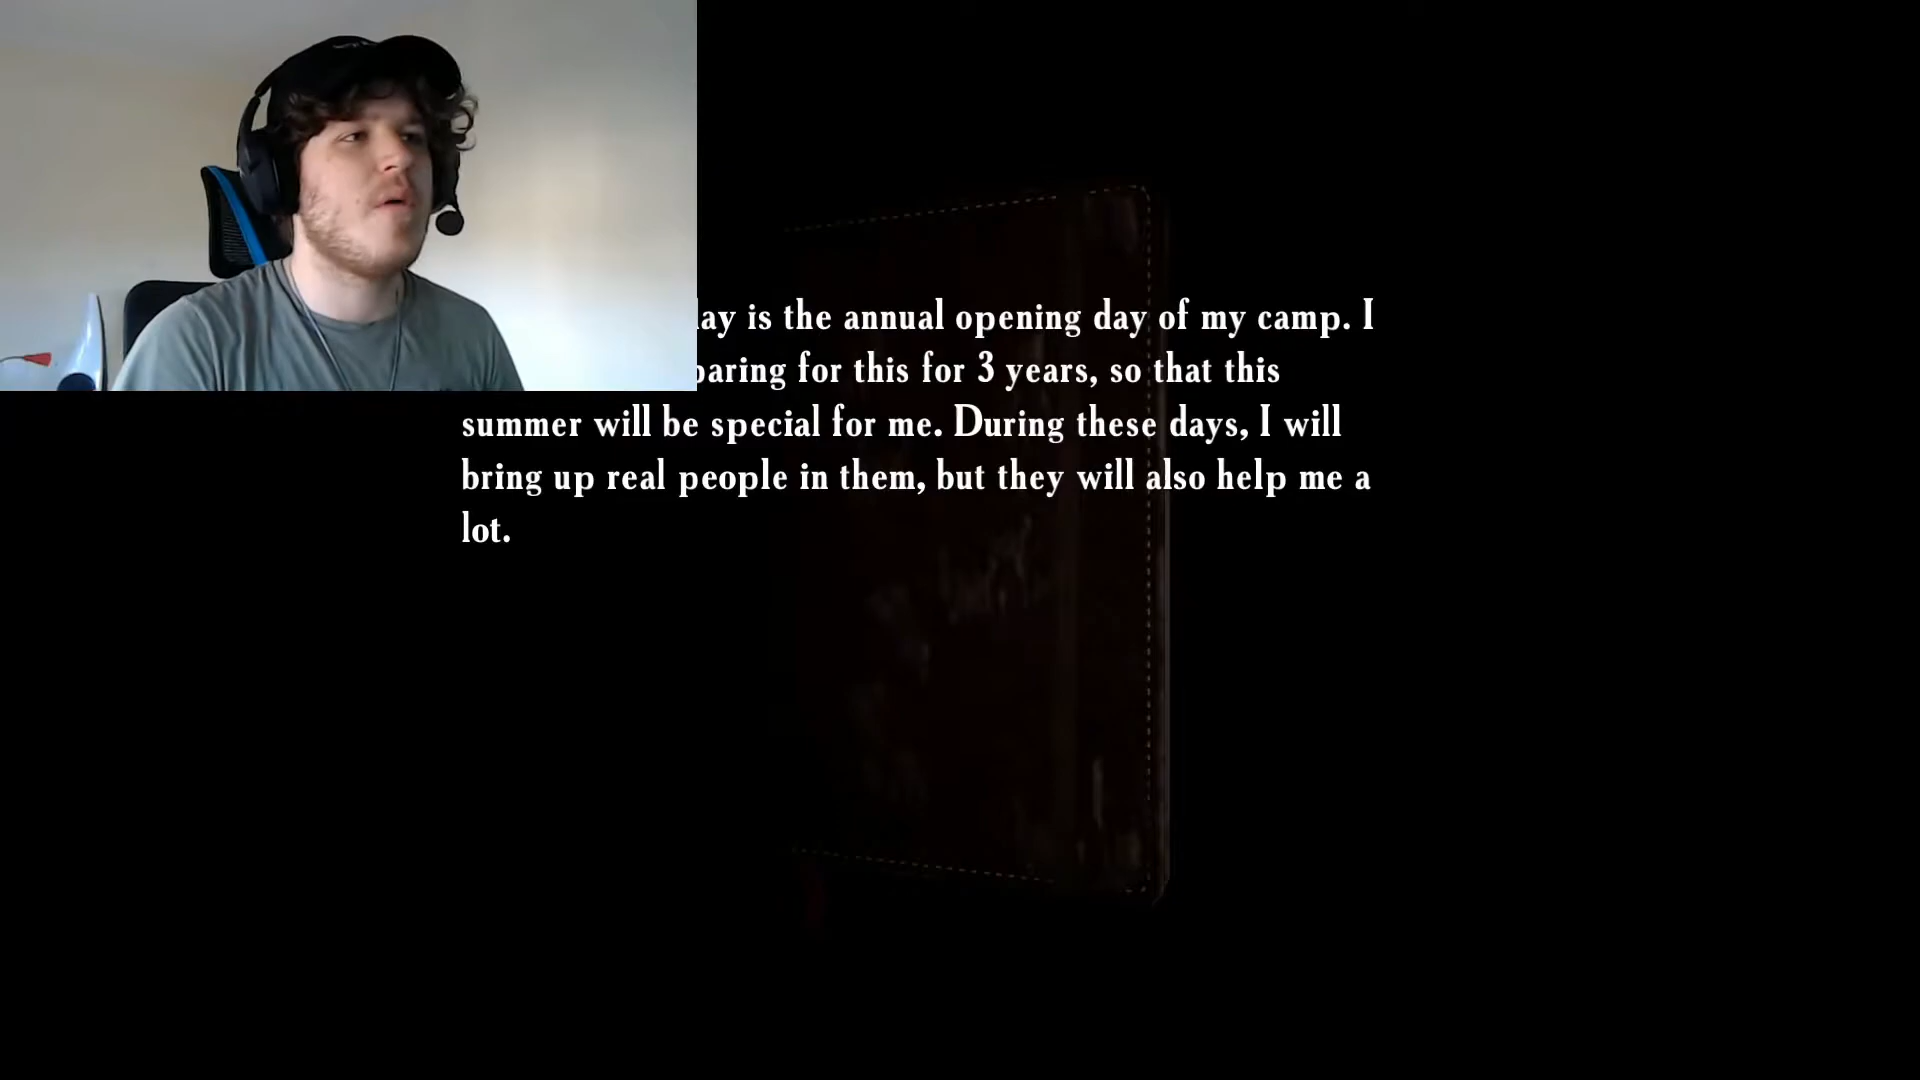 is the annual opening day of my camp. I
for this for 3 years, so that this
summer will be special for me. During these days, I will
bring up real people in them, but they will also help me a
lot.